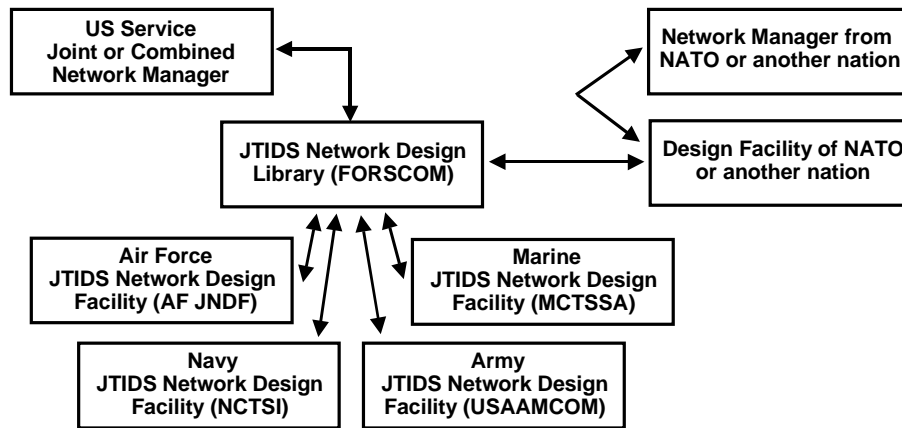 US Service
Joint or Combined
Network Manager
Network Manager from
NATO or another nation
JTIDS Network Design
Library (FORSCOM)
Design Facility of NATO
or another nation
Air Force
JTIDS Network Design
Facility (AF JNDF)
Marine
JTIDS Network Design
Facility (MCTSSA)
Navy
JTIDS Network Design
Facility (NCTSI)
Army
JTIDS Network Design
Facility (USAAMCOM)